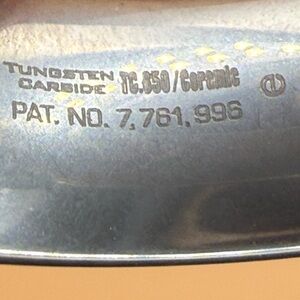 TUNGSTEN CARBIDE TC.850/Ceramic
PAT. NO. 7,761,996